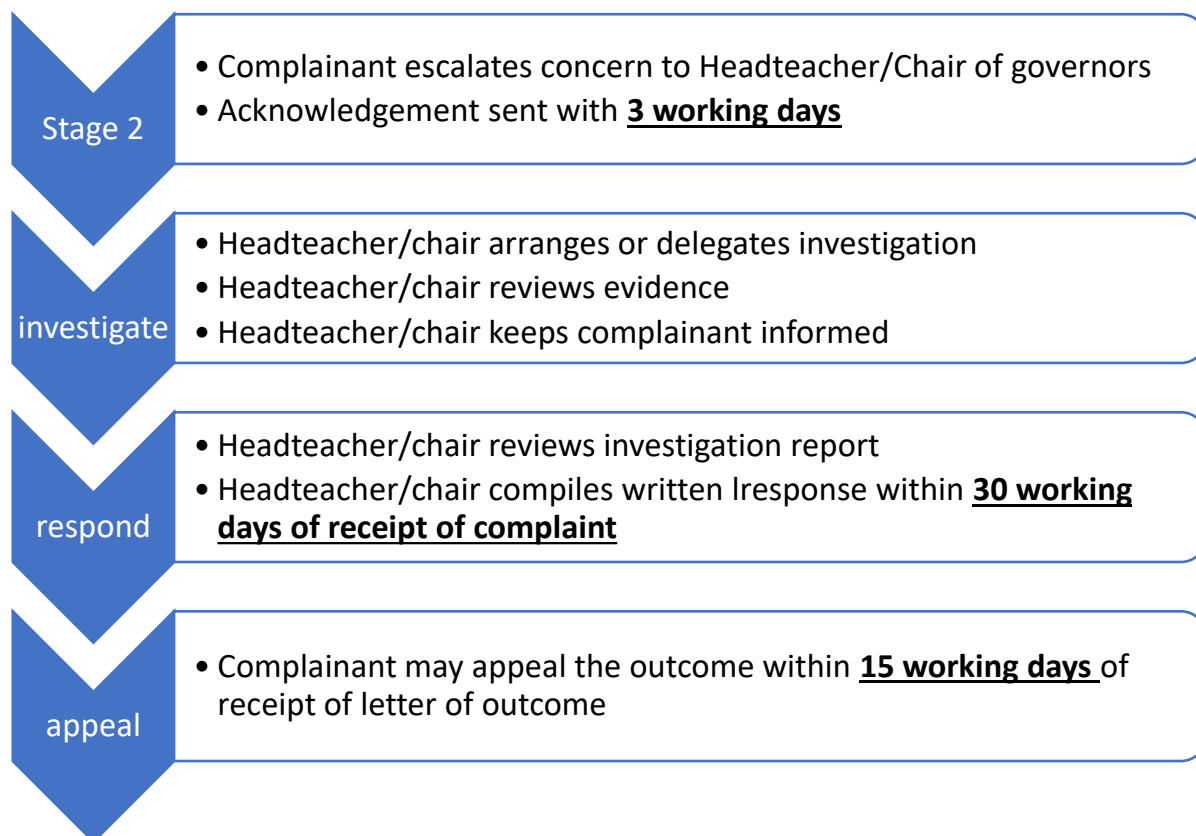 Stage 2
• Complainant escalates concern to Headteacher/Chair of governors
• Acknowledgement sent with 3 working days
investigate
• Headteacher/chair arranges or delegates investigation
• Headteacher/chair reviews evidence
• Headteacher/chair keeps complainant informed
respond
• Headteacher/chair reviews investigation report
• Headteacher/chair compiles written lresponse within 30 working
days of receipt of complaint
appeal
• Complainant may appeal the outcome within 15 working days of
receipt of letter of outcome